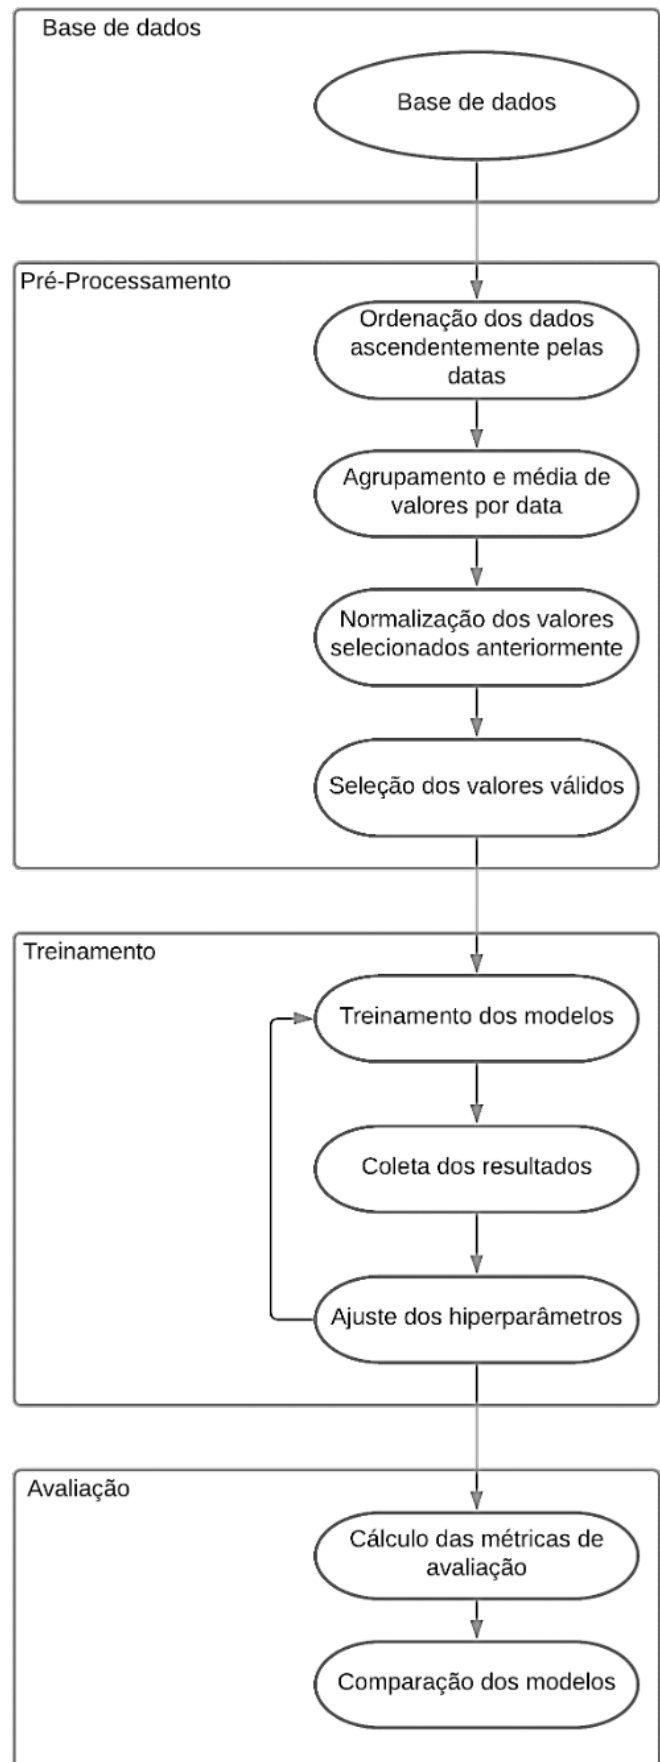 Base de dados
Base de dados
Pré-Processamento
Ordenação dos dados
ascendentemente pelas
datas
Agrupamento e média de
valores por data
Normalização dos valores
selecionados anteriormente
Seleção dos valores válidos
Treinamento
Treinamento dos modelos
Coleta dos resultados
Ajuste dos hiperparâmetros
Avaliação
Cálculo das métricas de
avaliação
Comparação dos modelos